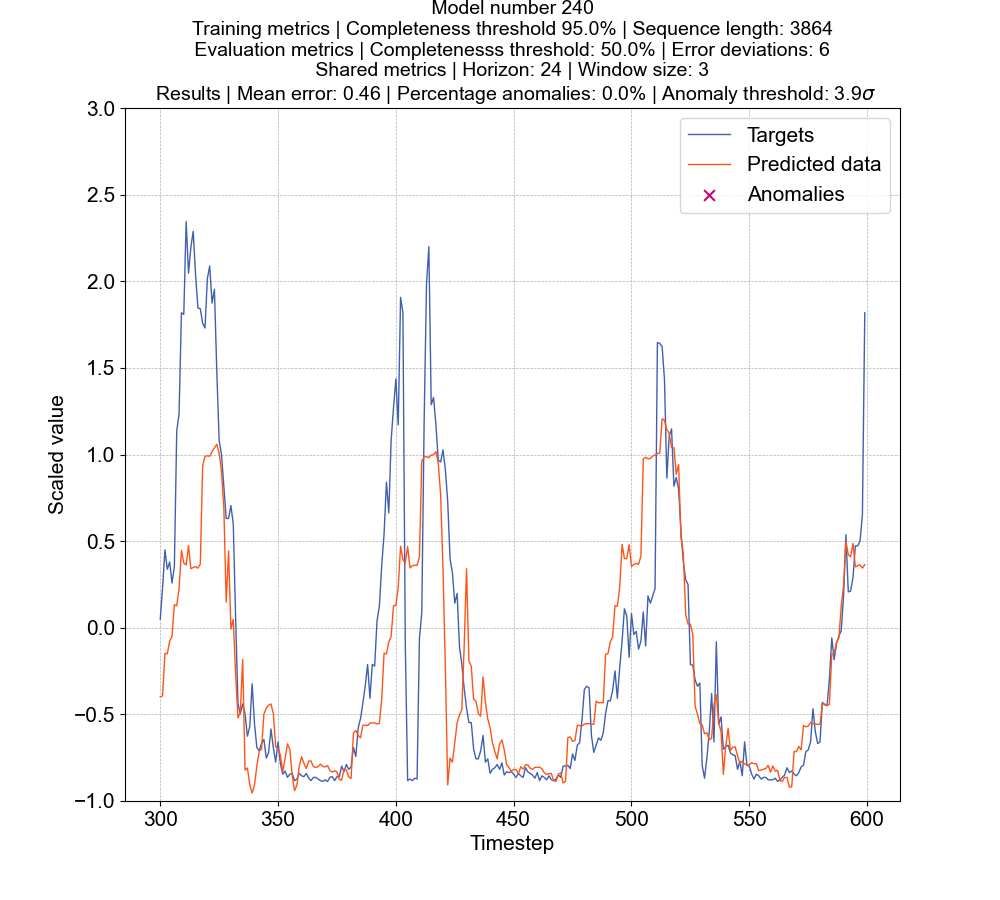 Model number 240
Training metrics | Completeness threshold 95.0% | Sequence length: 3864
Evaluation metrics | Completenesss threshold: 50.0% | Error deviations: 6
Shared metrics | Horizon: 24 | Window size: 3
Results | Mean error: 0.46 | Percentage anomalies: 0.0% | Anomaly threshold: 3.9σ
3.0
2.5
2.0
1.5
1.0
0.5
0.0
−0.5
−1.0
Scaled value
Targets
Predicted data
Anomalies
300
350
400
450
500
550
600
Timestep